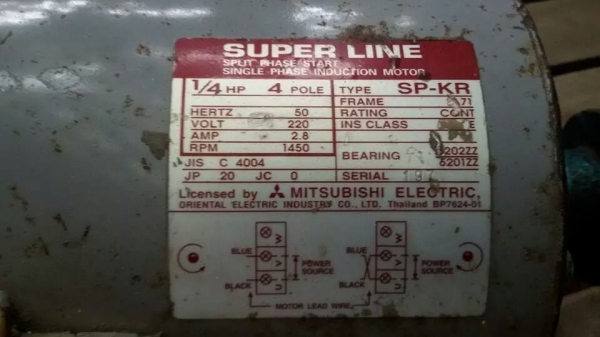 SUPER LINE
SPLIT PHASE START
SINGLE PHASE INDUCTION MOTOR
1/4 HP 4 POLE TYPE SP-KR
FRAME 71
HERTZ 50 RATING CONT
VOLT 220 INS CLASS E
AMP 2.8
RPM 1450 BEARING 6202ZZ
JIS C 4004 6201ZZ
JP 20 JC 0 SERIAL
Licensed by MITSUBISHI ELECTRIC,
ORIENTAL ELECTRIC INDUSTRY CO., LTD. Thailand BP7624-01
BLUE POWER SOURCE BLUE POWER SOURCE
W V U W V U
BLACK BLACK
MOTOR LEAD WIRE